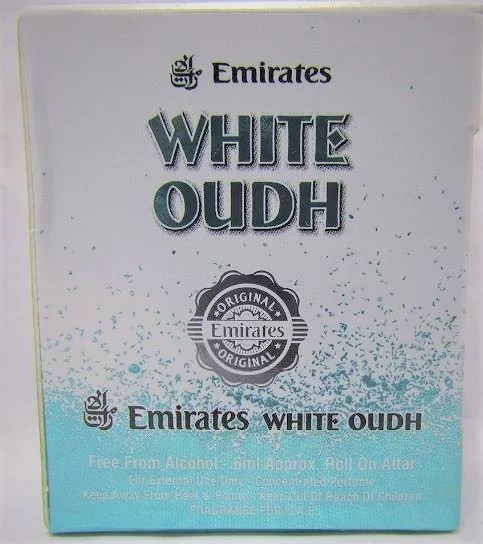 Emirates
WHITE
OUDH
ORIGINAL
Emirates
ORIGINAL
Emirates WHITE OUDH
Free From Alcohol - 6ml Approx. Roll On Attar
For External Use Only - Concentrated Perfume
Keep Away From Heat & Flame - Keep Out Of Reach Of Children
FRAGRANCE FOR U.A.E